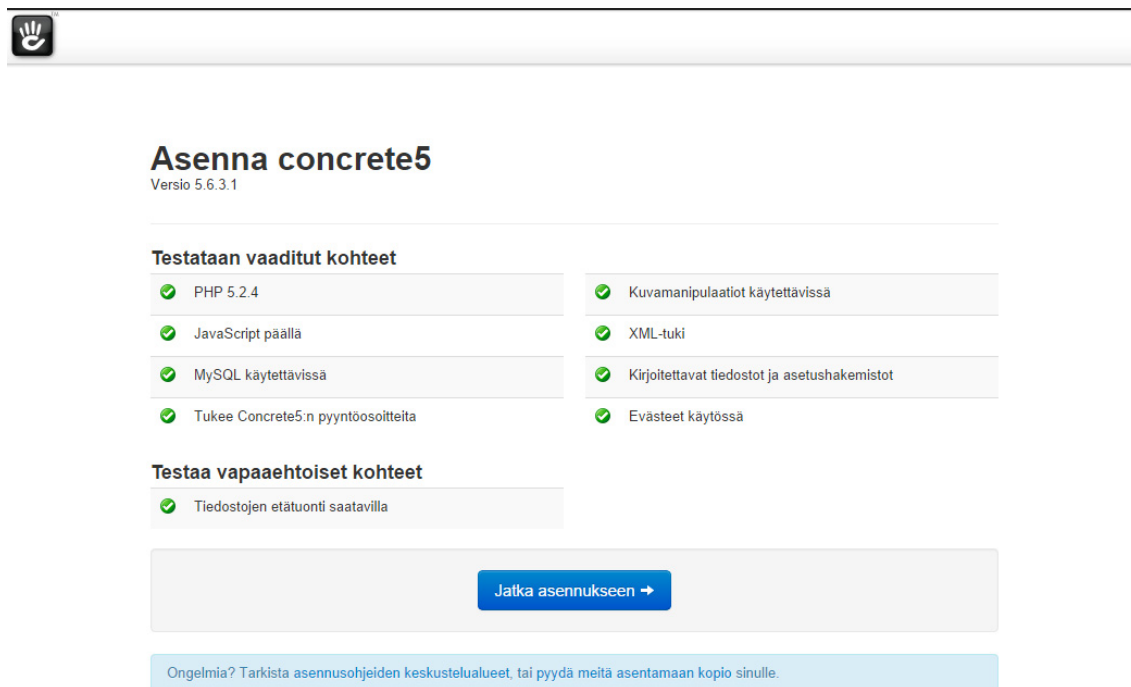 TM
Asenna concrete5
Versio 5.6.3.1
Testataan vaaditut kohteet
PHP 5.2.4
Kuvamanipulaatiot käytettävissä
JavaScript päällä
XML-tuki
MySQL käytettävissä
Kirjoitettavat tiedostot ja asetushakemistot
Tukee Concrete5:n pyyntöosoitteita
Evästeet käytössä
Testaa vapaaehtoiset kohteet
Tiedostojen etätuonti saatavilla
Jatka asennukseen ➔
Ongelmia? Tarkista asennusohjeiden keskustelualueet, tai pyydä meitä asentamaan kopio sinulle.